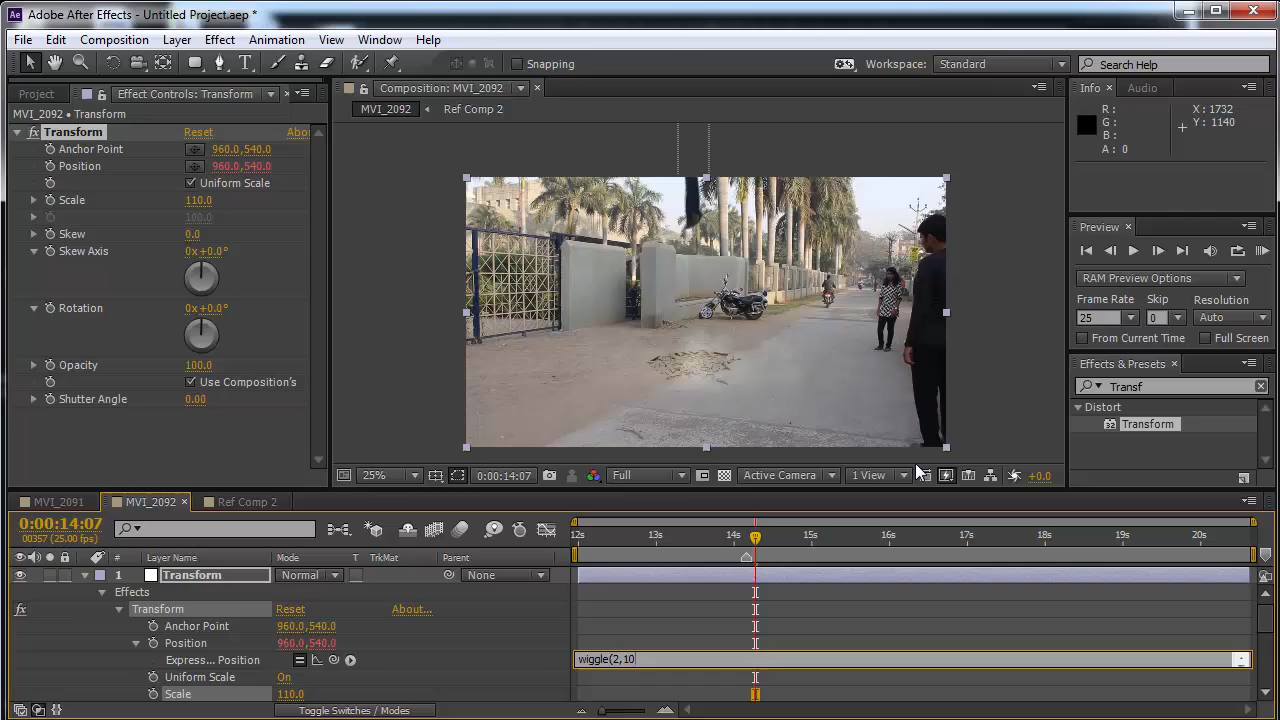 Adobe After Effects - Untitled Project.aep *
File Edit Composition Layer Effect Animation View Window Help
Snapping Workspace: Standard Search Help
Project Effect Controls: Transform Composition: MVI_2092 Info Audio
MVI_2092 • Transform MVI_2092 Ref Comp 2
R: X: 1732
G: Y: 1140
B:
A: 0
fx Transform Reset Abou
Anchor Point 960.0,540.0
Position 960.0,540.0
Uniform Scale
Scale 110.0
100.0
Skew 0.0
Skew Axis 0x+0.0°
Rotation 0x+0.0°
Opacity 100.0
Use Composition's
Shutter Angle 0.00
Preview
RAM Preview Options
Frame Rate Skip Resolution
25 0 Auto
From Current Time Full Screen
Effects & Presets
Transf
Distort
32 Transform
25% 0:00:14:07 Full Active Camera 1 View +0.0
MVI_2091 MVI_2092 Ref Comp 2
0:00:14:07
00357 (25.00 fps)
12s 13s 14s 15s 16s 17s 18s 19s 20s
# Layer Name Mode T TrkMat Parent
1 Transform Normal None
Effects
fx Transform Reset About...
Anchor Point 960.0,540.0
Position 960.0,540.0
Express... Position wiggle(2,10
Uniform Scale On
Scale 110.0
Toggle Switches / Modes